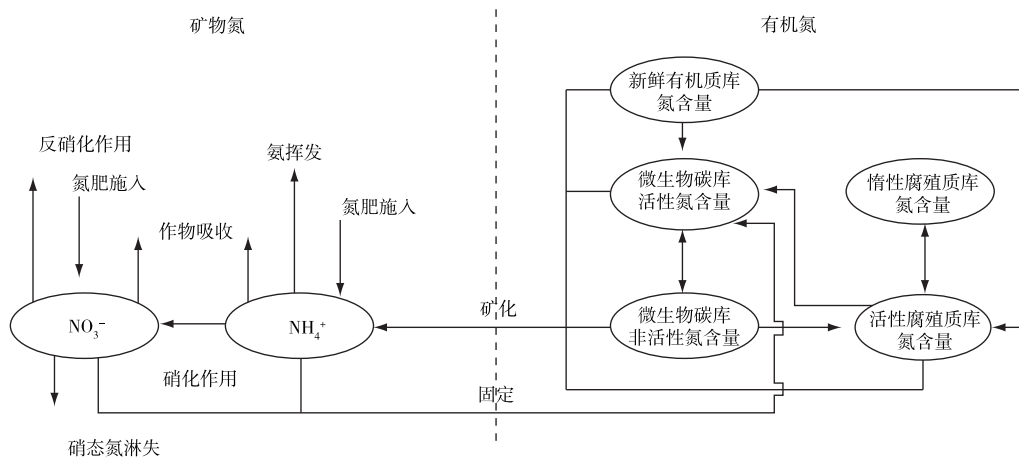 矿物氮
有机氮
新鲜有机质库
氮含量
反硝化作用
氮肥施入
氨挥发
氮肥施入
作物吸收
微生物碳库
活性氮含量
惰性腐殖质库
氮含量
NO₃⁻
NH₄⁺
矿化
微生物碳库
非活性氮含量
活性腐殖质库
氮含量
硝化作用
固定
硝态氮淋失